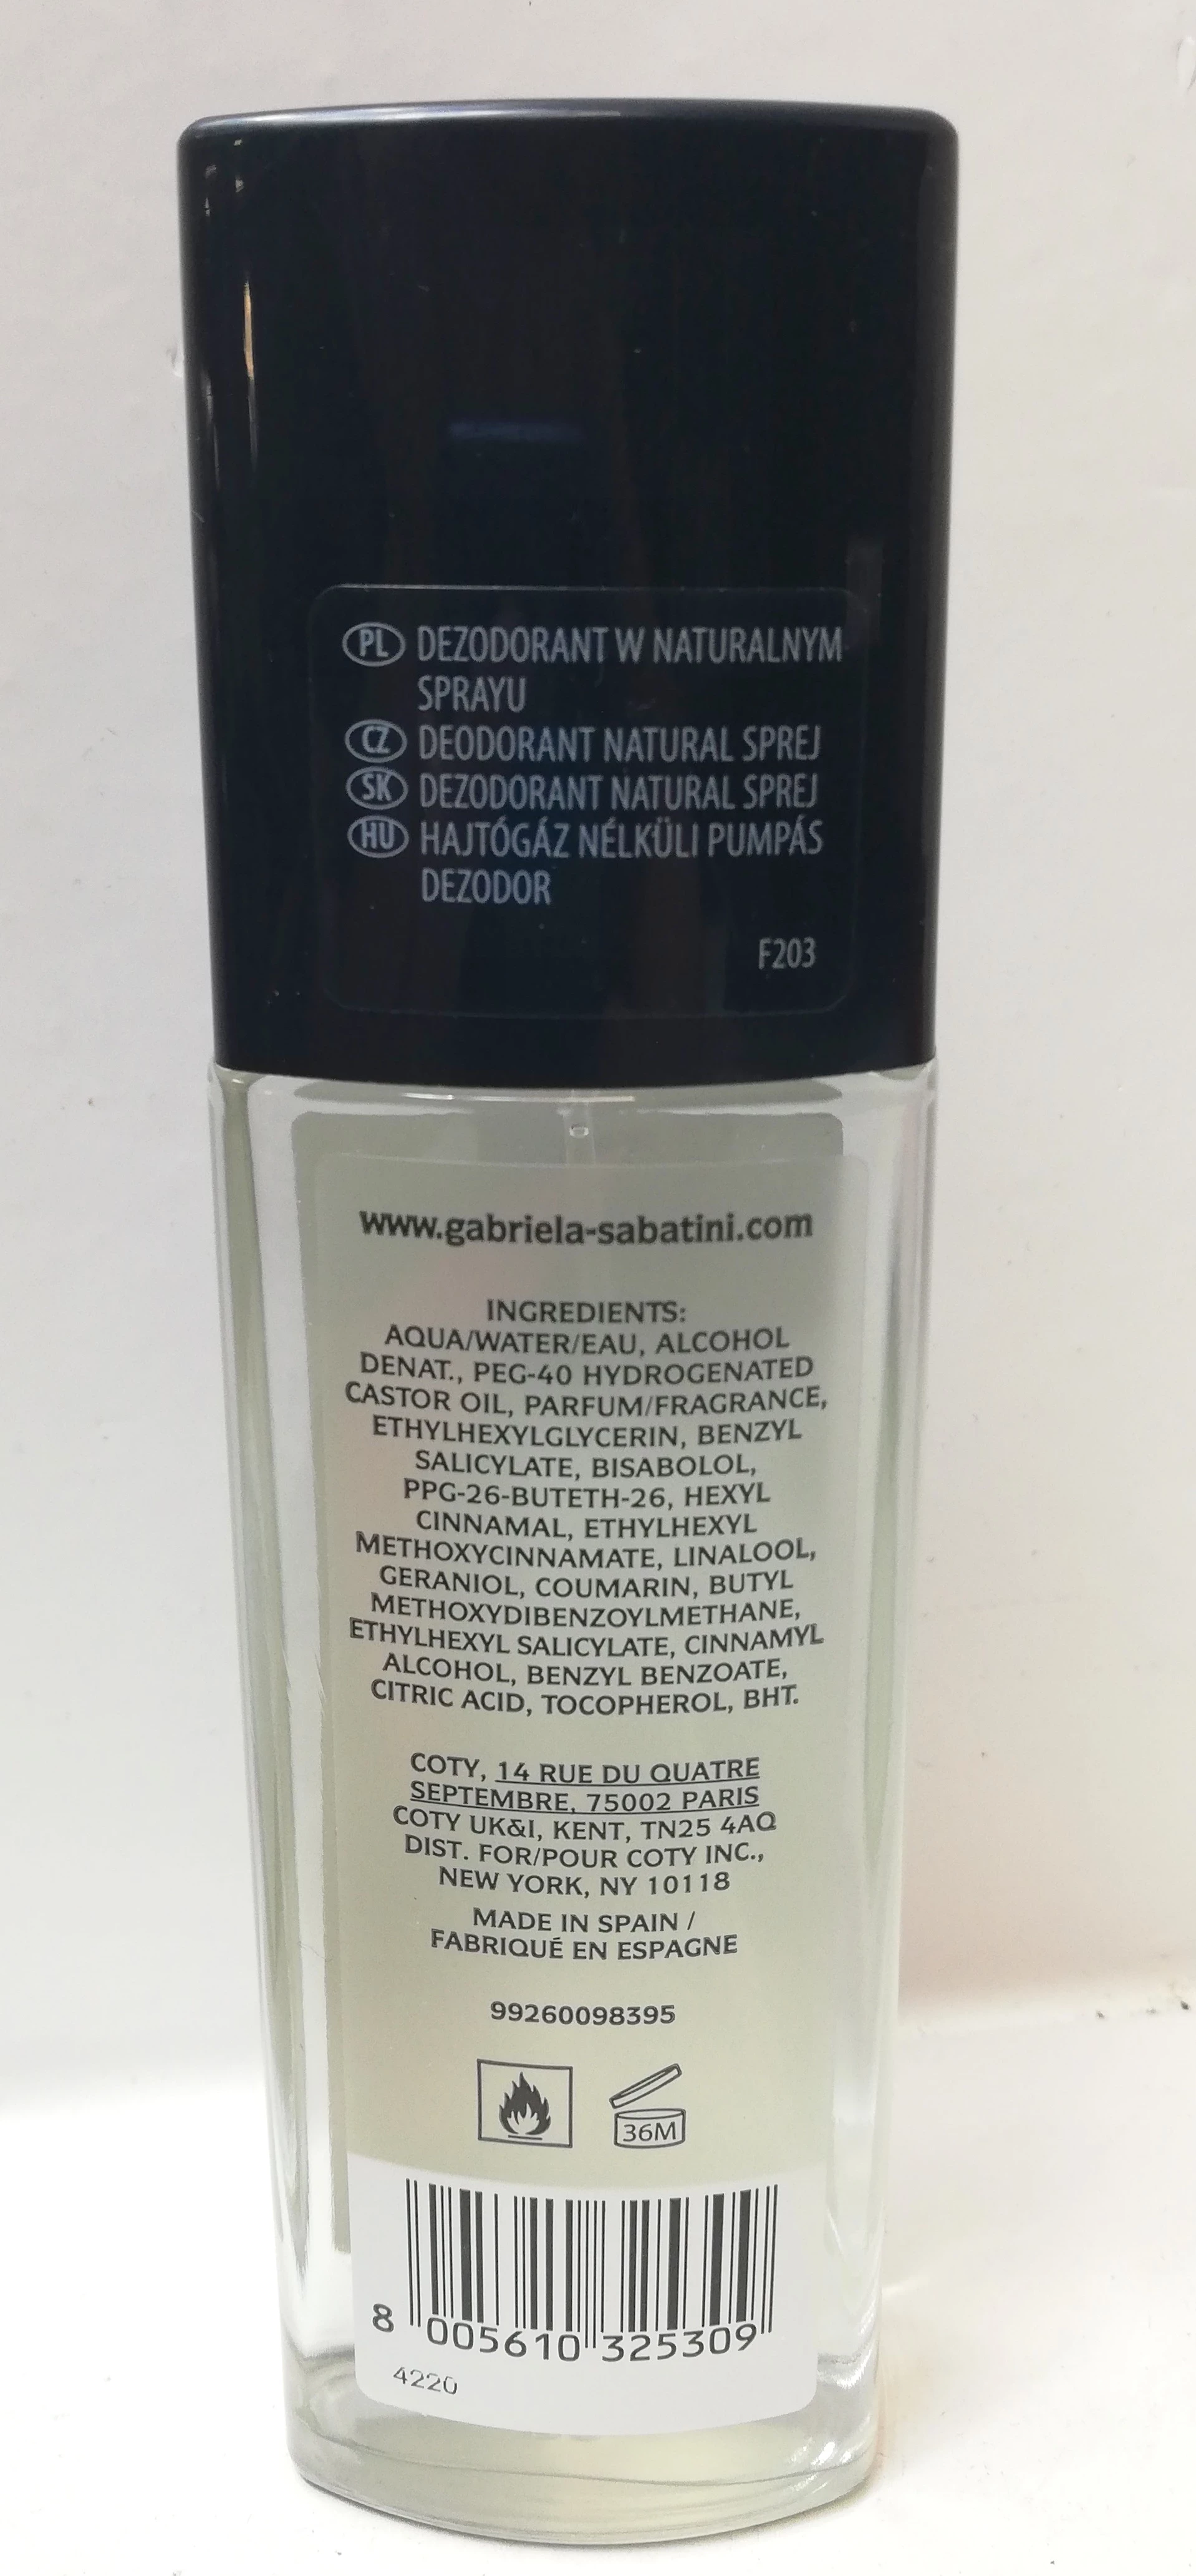 PL DEZODORANT W NATURALNYM
SPRAYU
CZ DEODORANT NATURAL SPREJ
SK DEZODORANT NATURAL SPREJ
HU HAJTÓGÁZ NÉLKÜLI PUMPÁS
DEZODOR
F203
www.gabriela-sabatini.com
INGREDIENTS:
AQUA/WATER/EAU, ALCOHOL
DENAT., PEG-40 HYDROGENATED
CASTOR OIL, PARFUM/FRAGRANCE,
ETHYLHEXYLGLYCERIN, BENZYL
SALICYLATE, BISABOLOL,
PPG-26-BUTETH-26, HEXYL
CINNAMAL, ETHYLHEXYL
METHOXYCINNAMATE, LINALOOL,
GERANIOL, COUMARIN, BUTYL
METHOXYDIBENZOYLMETHANE,
ETHYLHEXYL SALICYLATE, CINNAMYL
ALCOHOL, BENZYL BENZOATE,
CITRIC ACID, TOCOPHEROL, BHT.
COTY, 14 RUE DU QUATRE
SEPTEMBRE, 75002 PARIS
COTY UK&I, KENT, TN25 4AQ
DIST. FOR/POUR COTY INC.,
NEW YORK, NY 10118
MADE IN SPAIN /
FABRIQUÉ EN ESPAGNE
99260098395
36M
8 005610 325309
4220